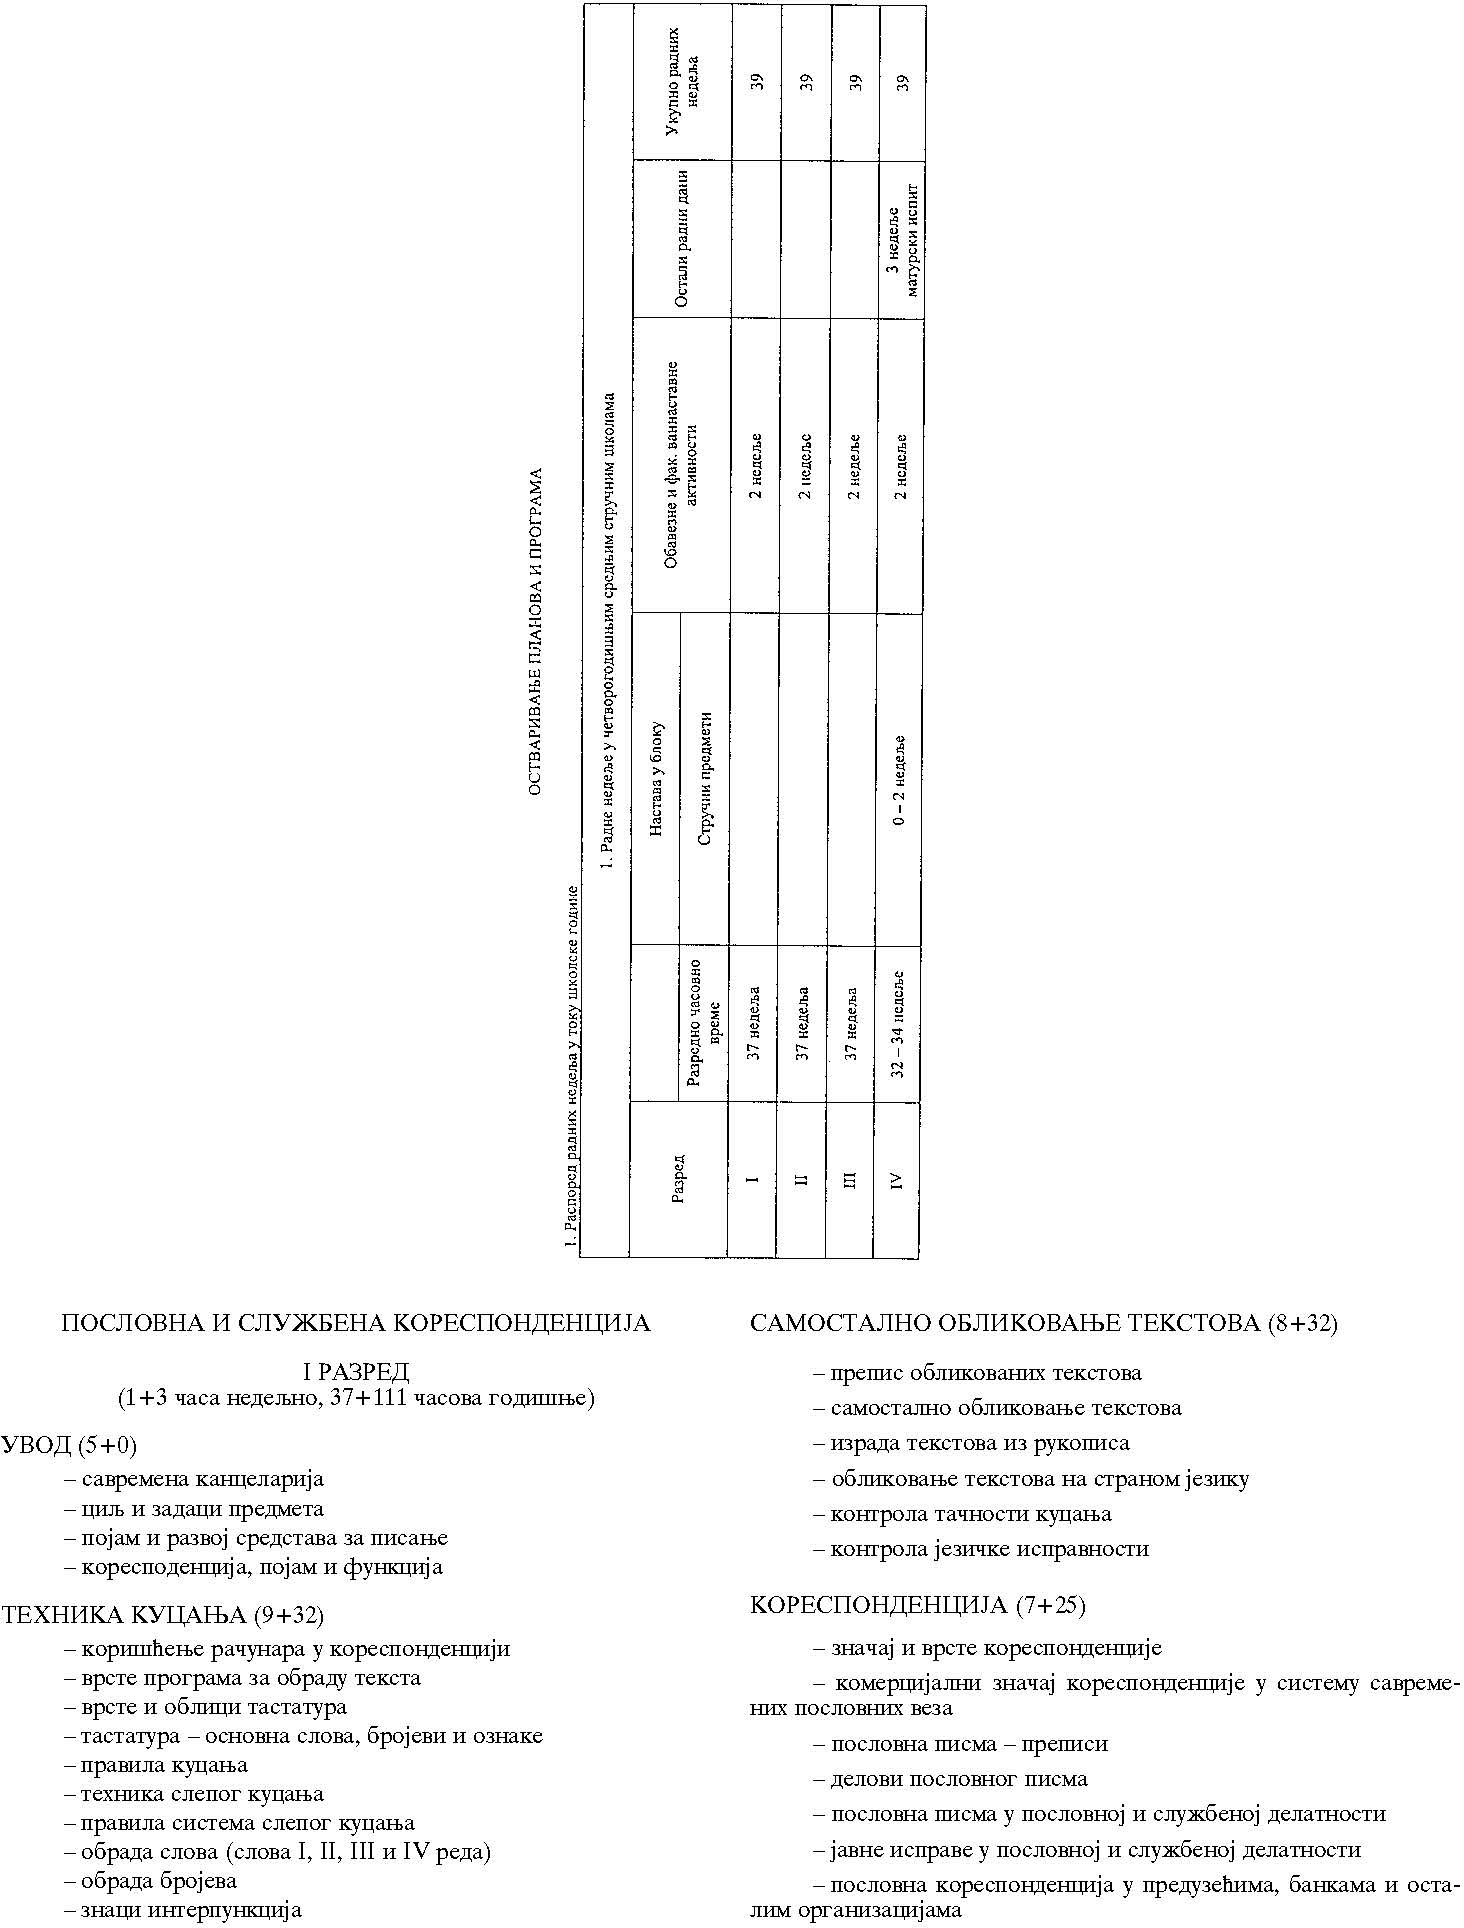 ОСТВАРИВАЊЕ ПЛАНОВА И ПРОГРАМА
1. Распоред радних недеља у току школске године
1. Радне недеље у четворогодишњим средњим стручним школама
Разред
Разредно часовно
време
Настава у блоку
Стручни предмети
Обавезне и фак. ваннаставне
активности
Остали радни дани
Укупно радних
недеља
I
37 недеља
2 недеље
39
II
37 недеља
2 недеље
39
III
37 недеља
2 недеље
39
IV
32 – 34 недеље
0 – 2 недеље
2 недеље
3 недеље
матурски испит
39
ПОСЛОВНА И СЛУЖБЕНА КОРЕСПОНДЕНЦИЈА
I РАЗРЕД
(1+3 часа недељно, 37+111 часова годишње)
УВОД (5+0)
– савремена канцеларија
– циљ и задаци предмета
– појам и развој средстава за писање
– коресподенција, појам и функција
ТЕХНИКА КУЦАЊА (9+32)
– коришћење рачунара у кореспонденцији
– врсте програма за обраду текста
– врсте и облици тастатура
– тастатура – основна слова, бројеви и ознаке
– правила куцања
– техника слепог куцања
– правила система слепог куцања
– обрада слова (слова I, II, III и IV реда)
– обрада бројева
– знаци интерпункција
САМОСТАЛНО ОБЛИКОВАЊЕ ТЕКСТОВА (8+32)
– препис обликованих текстова
– самостално обликовање текстова
– израда текстова из рукописа
– обликовање текстова на страном језику
– контрола тачности куцања
– контрола језичке исправности
КОРЕСПОНДЕНЦИЈА (7+25)
– значај и врсте кореспонденције
– комерцијални значај кореспонденције у систему савреме-
них пословних веза
– пословна писма – преписи
– делови пословног писма
– пословна писма у пословној и службеној делатности
– јавне исправе у пословној и службеној делатности
– пословна кореспонденција у предузећима, банкама и оста-
лим организацијама